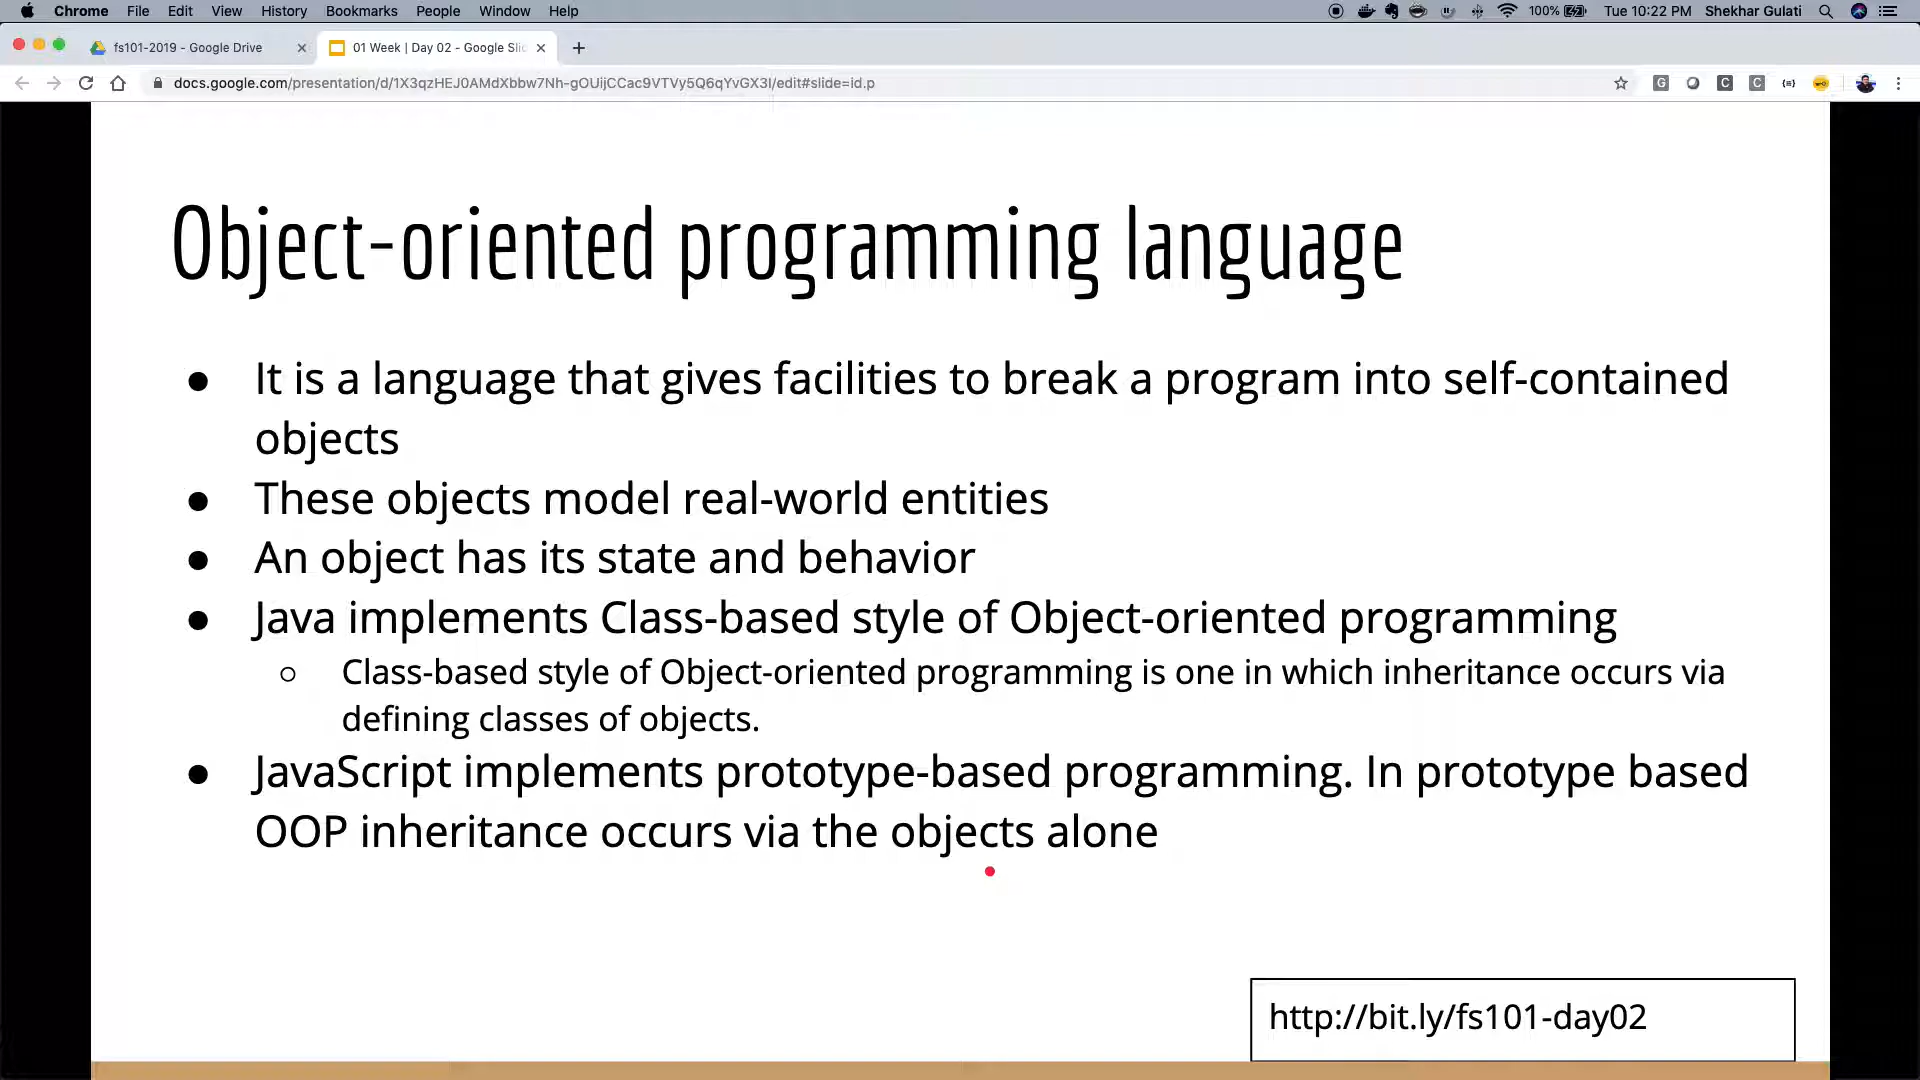 Chrome File Edit View History Bookmarks People Window Help 100% Tue 10:22 PM Shekhar Gulati
fs101-2019 - Google Drive 01 Week | Day 02 - Google Slid
docs.google.com/presentation/d/1X3qzHEJ0AMdXbbw7Nh-gOUijCCac9VTVy5Q6qYvGX3I/edit#slide=id.p
Object-oriented programming language
● It is a language that gives facilities to break a program into self-contained
objects
● These objects model real-world entities
● An object has its state and behavior
● Java implements Class-based style of Object-oriented programming
○ Class-based style of Object-oriented programming is one in which inheritance occurs via
defining classes of objects.
● JavaScript implements prototype-based programming. In prototype based
OOP inheritance occurs via the objects alone
http://bit.ly/fs101-day02